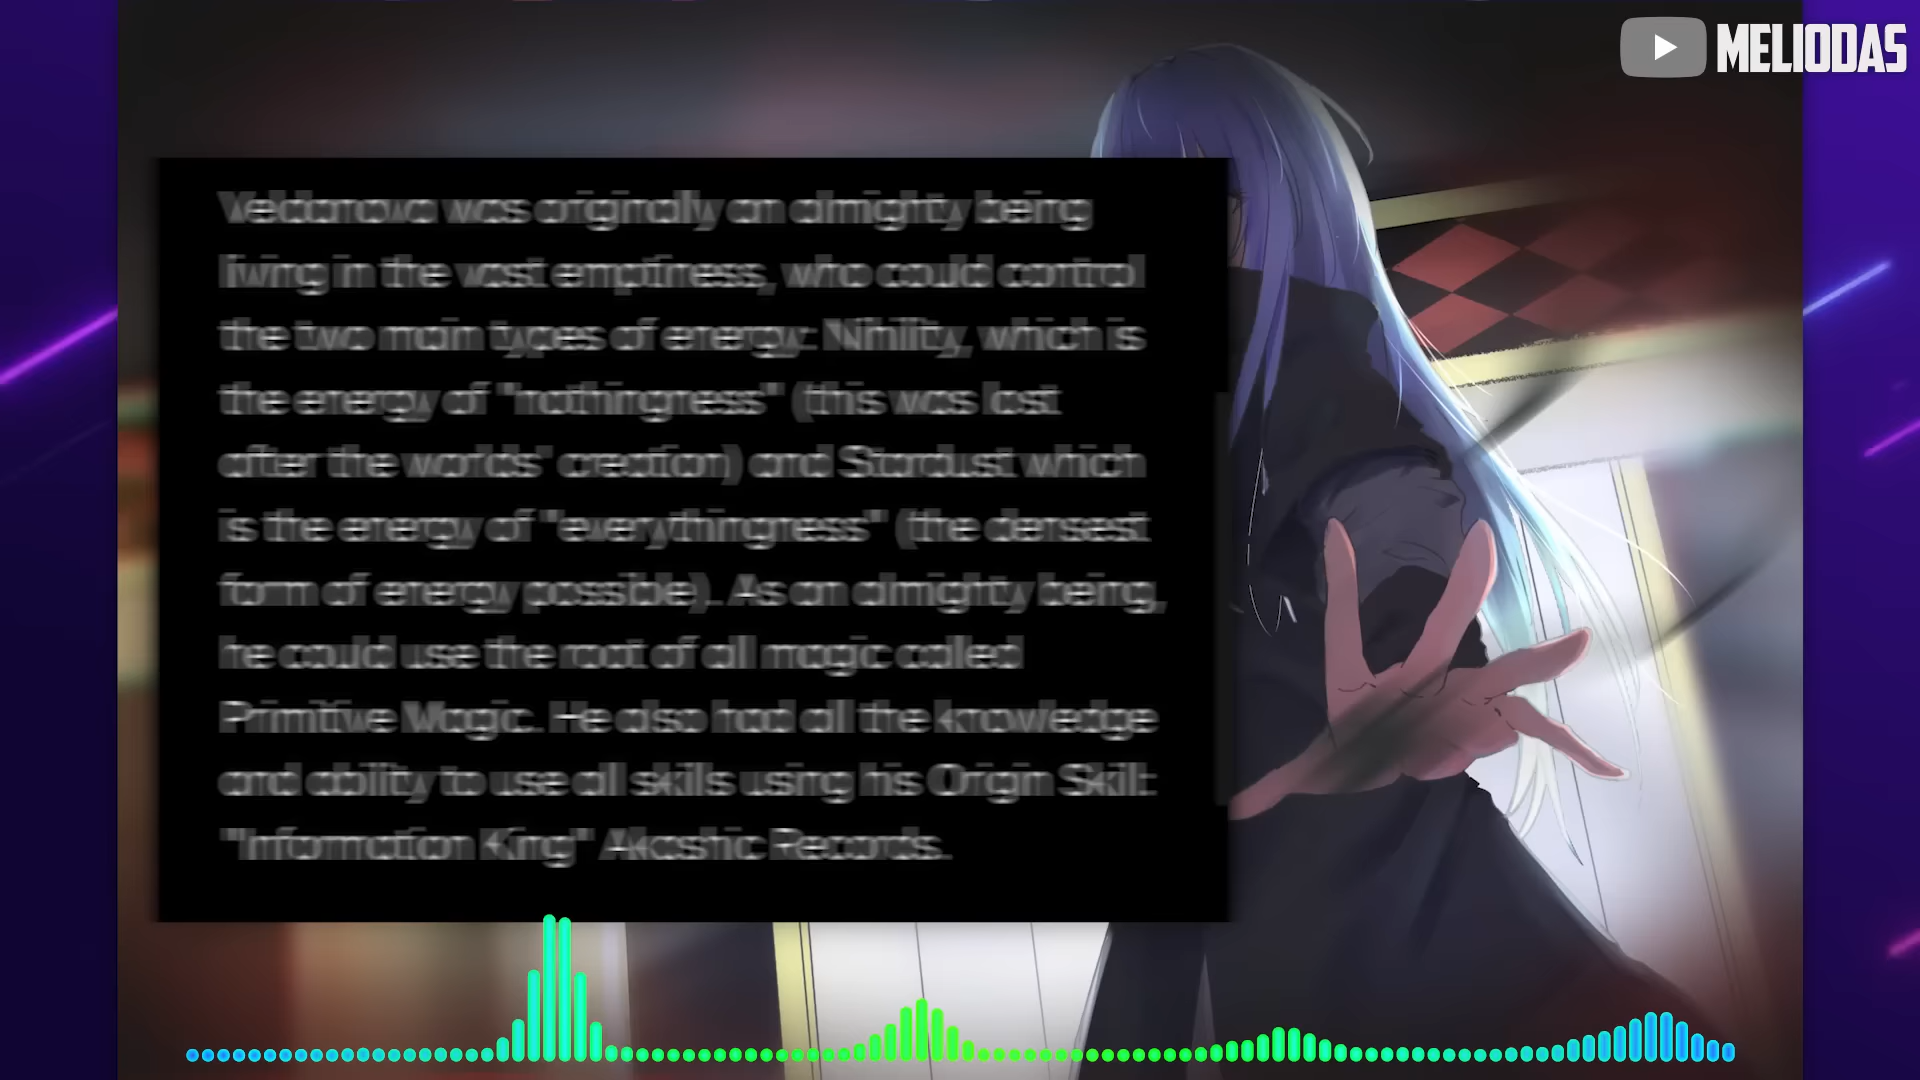 MELIODAS
Veldanava was originally an almighty being
living in the vast emptiness, who could control
the two main types of energy: Nihility, which is
the energy of "nothingness" (this was lost
after the worlds' creation) and Stardust which
is the energy of "everythingness" (the densest
form of energy possible). As an almighty being,
he could use the root of all magic called
Primitive Magic. He also had all the knowledge
and ability to use all skills using his Origin Skill:
"Information King" Akashic Records.